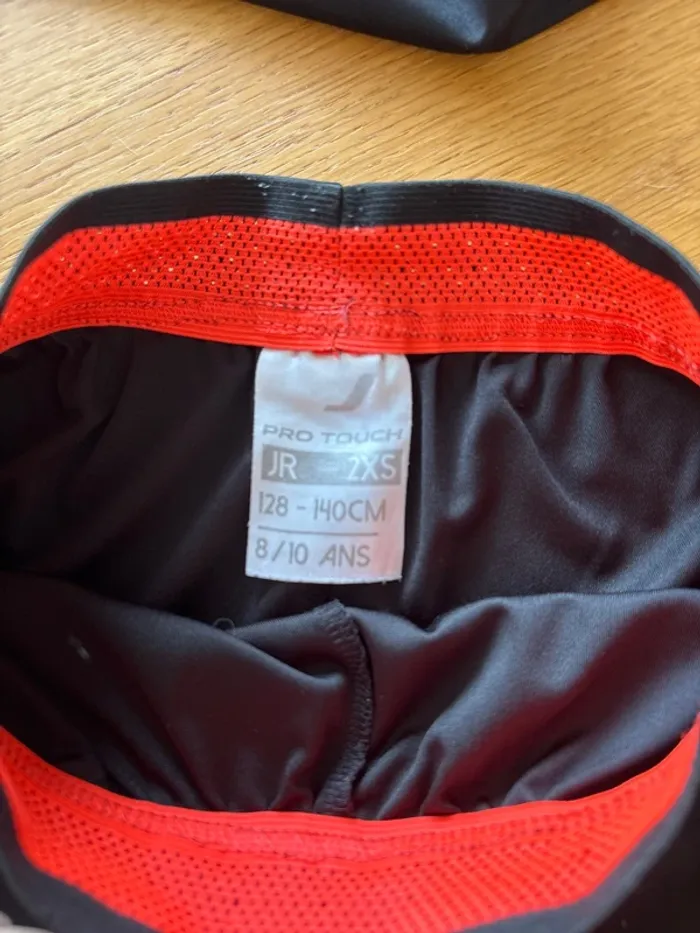 PRO TOUCH
JR - 2XS
128 - 140CM
8/10 ANS